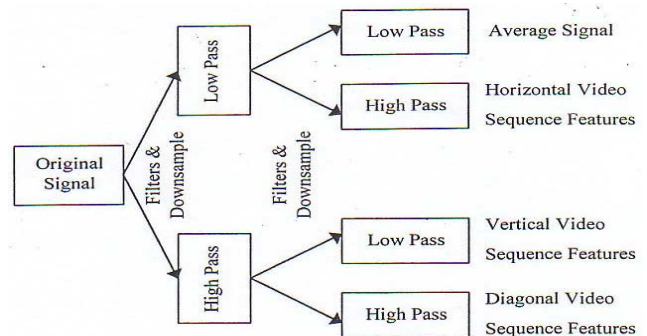 Original
Signal
Filters &
Downsample
Low Pass
High Pass
Filters &
Downsample
Low Pass
Average Signal
High Pass
Horizontal Video
Sequence Features
Low Pass
Vertical Video
Sequence Features
High Pass
Diagonal Video
Sequence Features